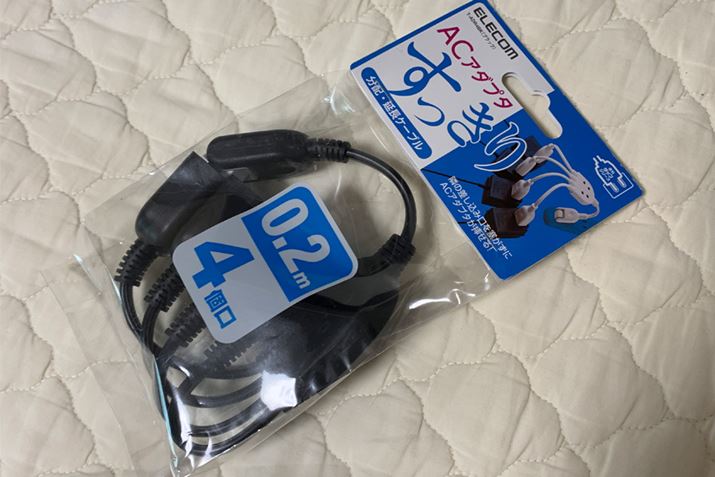 ELECOM
ACアダプタ
すっきり
分配・延長ケーブル
隣の差し込み口を塞がずに
ACアダプタが挿せる!
0.2m
4個口